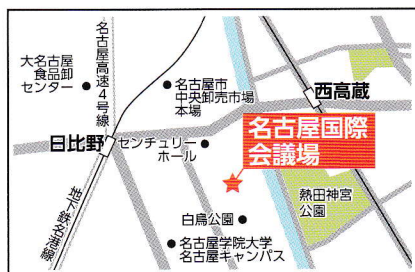 大名古屋
食品卸
センター
名古屋高速4号線
名古屋市
中央卸売市場
本場
西高蔵
日比野
センチュリー
ホール
名古屋国際
会議場
地下鉄名港線
熱田神宮
公園
白鳥公園
名古屋学院大学
名古屋キャンパス